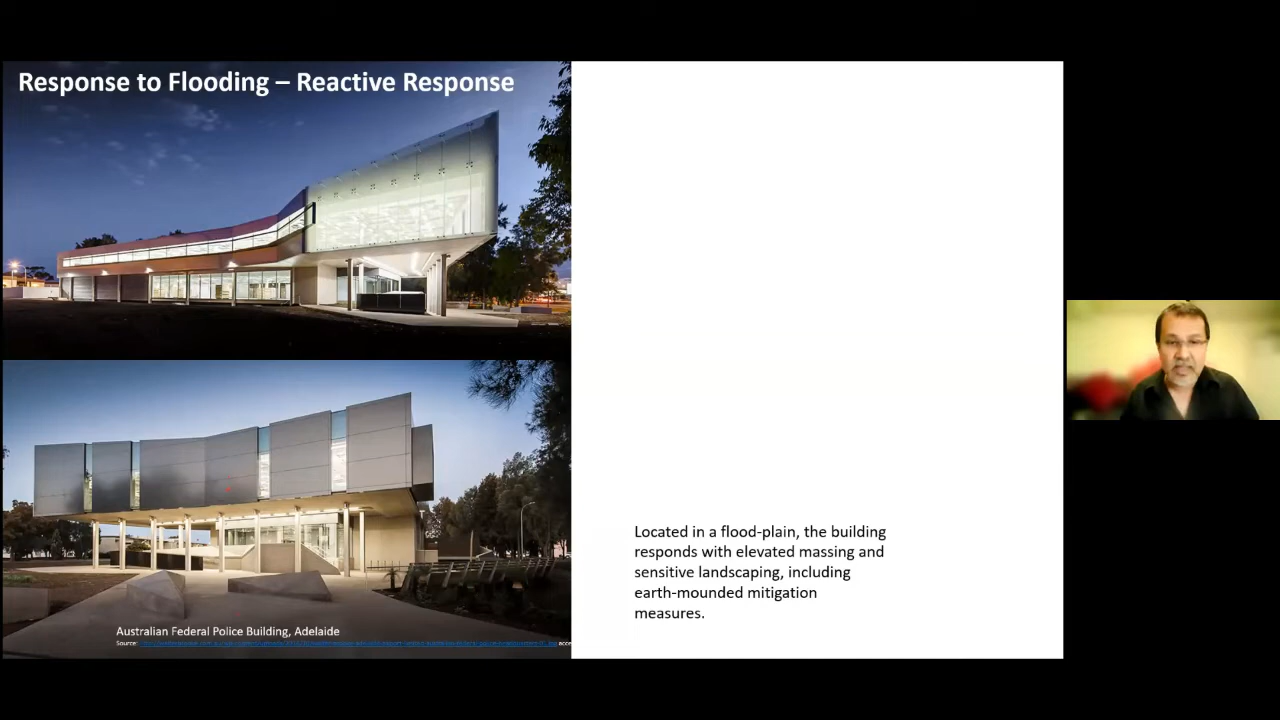 Response to Flooding – Reactive Response
Located in a flood-plain, the building
responds with elevated massing and
sensitive landscaping, including
earth-mounded mitigation
measures.
Australian Federal Police Building, Adelaide
Source: